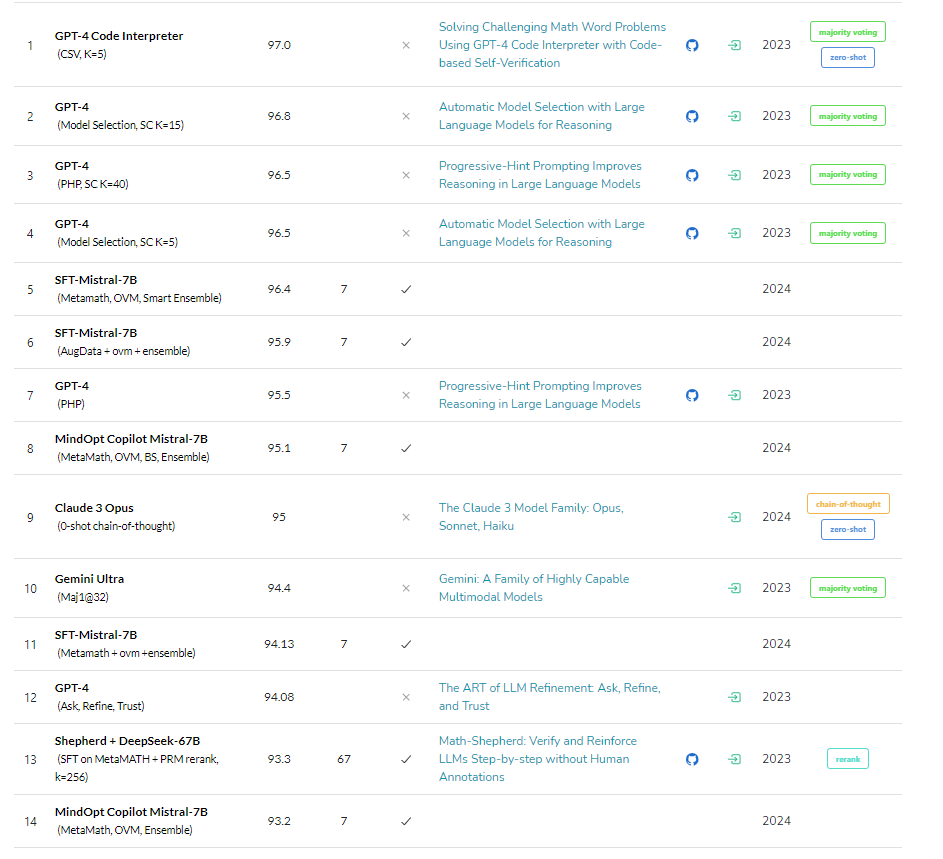 1 GPT-4 Code Interpreter (CSV, K=5) 97.0 × Solving Challenging Math Word Problems Using GPT-4 Code Interpreter with Code-based Self-Verification 2023 majority voting zero-shot
2 GPT-4 (Model Selection, SC K=15) 96.8 × Automatic Model Selection with Large Language Models for Reasoning 2023 majority voting
3 GPT-4 (PHP, SC K=40) 96.5 × Progressive-Hint Prompting Improves Reasoning in Large Language Models 2023 majority voting
4 GPT-4 (Model Selection, SC K=5) 96.5 × Automatic Model Selection with Large Language Models for Reasoning 2023 majority voting
5 SFT-Mistral-7B (Metamath, OVM, Smart Ensemble) 96.4 7 ✓ 2024
6 SFT-Mistral-7B (AugData + ovm + ensemble) 95.9 7 ✓ 2024
7 GPT-4 (PHP) 95.5 × Progressive-Hint Prompting Improves Reasoning in Large Language Models 2023
8 MindOpt Copilot Mistral-7B (MetaMath, OVM, BS, Ensemble) 95.1 7 ✓ 2024
9 Claude 3 Opus (0-shot chain-of-thought) 95 × The Claude 3 Model Family: Opus, Sonnet, Haiku 2024 chain-of-thought zero-shot
10 Gemini Ultra (Maj1@32) 94.4 × Gemini: A Family of Highly Capable Multimodal Models 2023 majority voting
11 SFT-Mistral-7B (Metamath + ovm +ensemble) 94.13 7 ✓ 2024
12 GPT-4 (Ask, Refine, Trust) 94.08 × The ART of LLM Refinement: Ask, Refine, and Trust 2023
13 Shepherd + DeepSeek-67B (SFT on MetaMATH + PRM rerank, k=256) 93.3 67 ✓ Math-Shepherd: Verify and Reinforce LLMs Step-by-step without Human Annotations 2023 rerank
14 MindOpt Copilot Mistral-7B (MetaMath, OVM, Ensemble) 93.2 7 ✓ 2024